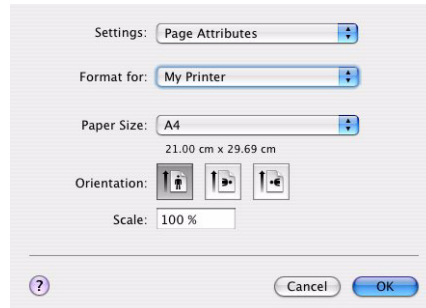 Settings: Page Attributes
Format for: My Printer
Paper Size: A4
21.00 cm x 29.69 cm
Orientation:
Scale: 100 %
? Cancel OK